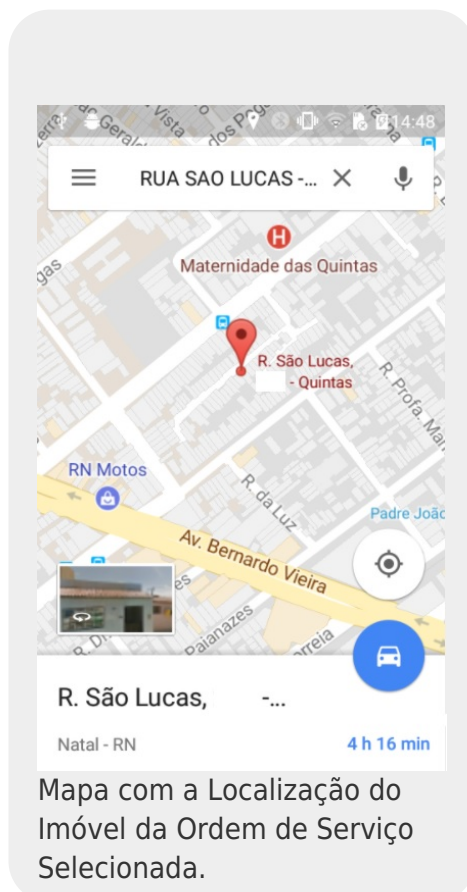 14:48
RUA SAO LUCAS -...
Maternidade das Quintas
R. São Lucas,
- Quintas
R. Profa. Ma
RN Motos
R. da Luz
Padre João
Av. Bernardo Vieira
Paianazes
R. São Lucas, -...
Natal - RN
4 h 16 min
Mapa com a Localização do
Imóvel da Ordem de Serviço
Selecionada.